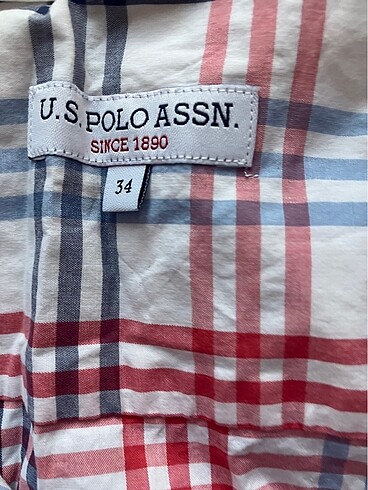 U.S. POLO ASSN.
SINCE 1890
34